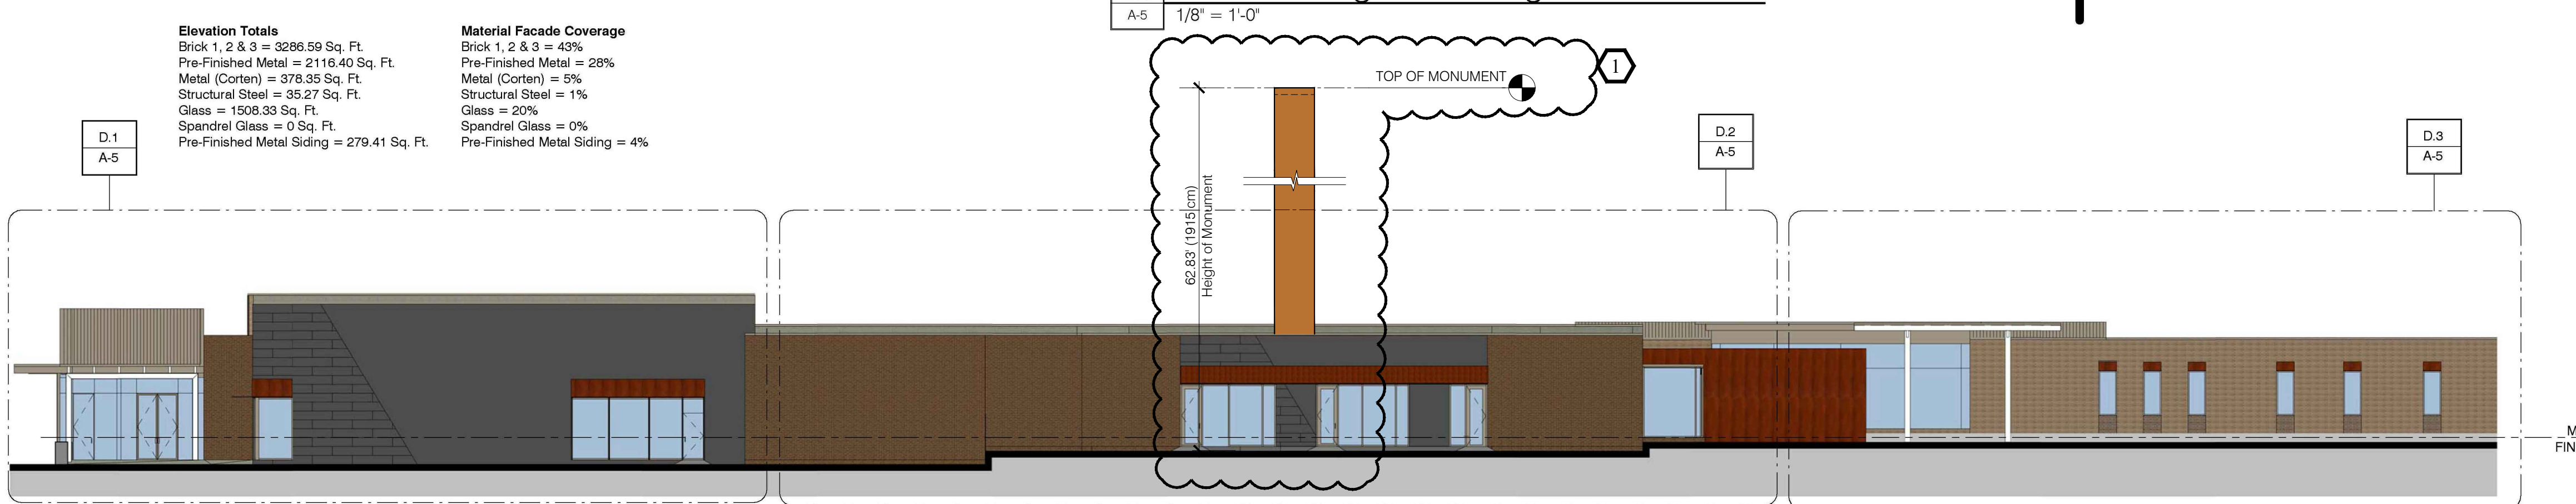 A-5 1/8" = 1'-0"
Elevation Totals
Brick 1, 2 & 3 = 3286.59 Sq. Ft.
Pre-Finished Metal = 2116.40 Sq. Ft.
Metal (Corten) = 378.35 Sq. Ft.
Structural Steel = 35.27 Sq. Ft.
Glass = 1508.33 Sq. Ft.
Spandrel Glass = 0 Sq. Ft.
Pre-Finished Metal Siding = 279.41 Sq. Ft.
Material Facade Coverage
Brick 1, 2 & 3 = 43%
Pre-Finished Metal = 28%
Metal (Corten) = 5%
Structural Steel = 1%
Glass = 20%
Spandrel Glass = 0%
Pre-Finished Metal Siding = 4%
TOP OF MONUMENT
1
D.1
A-5
D.2
A-5
D.3
A-5
62.83' (1915 cm)
Height of Monument
M
FIN